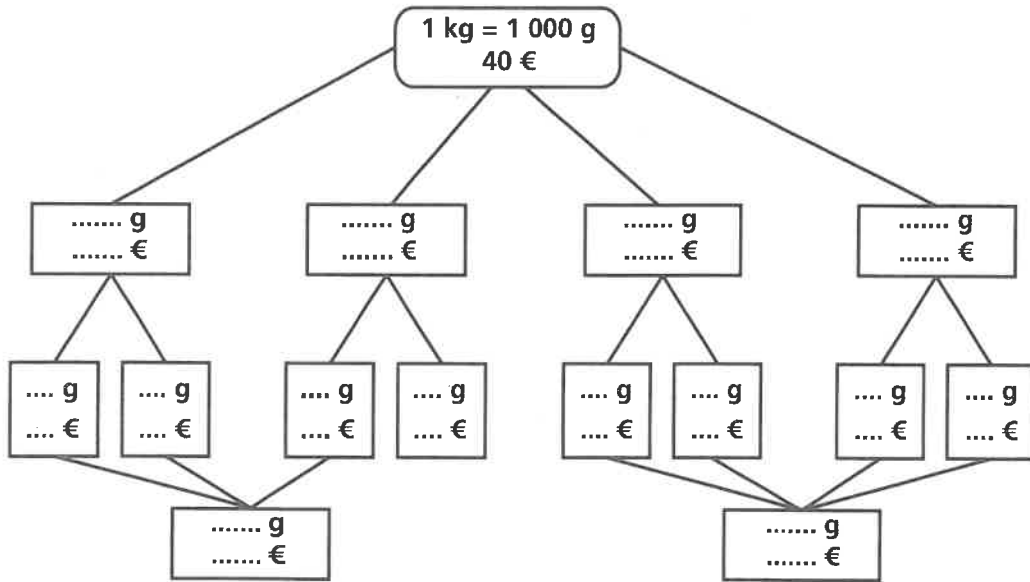 1 kg = 1 000 g
40 €
....... g
....... €
....... g
....... €
....... g
....... €
....... g
....... €
.... g
.... €
.... g
.... €
.... g
.... €
.... g
.... €
.... g
.... €
.... g
.... €
.... g
.... €
.... g
.... €
....... g
....... €
....... g
....... €